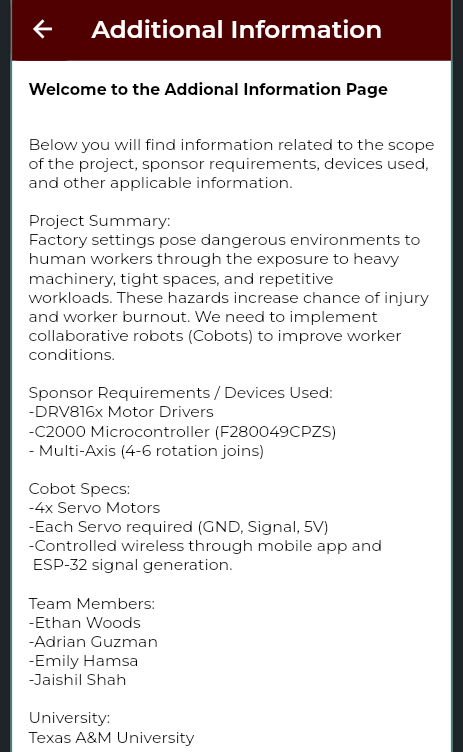 Additional Information
Welcome to the Addional Information Page
Below you will find information related to the scope
of the project, sponsor requirements, devices used,
and other applicable information.
Project Summary:
Factory settings pose dangerous environments to
human workers through the exposure to heavy
machinery, tight spaces, and repetitive
workloads. These hazards increase chance of injury
and worker burnout. We need to implement
collaborative robots (Cobots) to improve worker
conditions.
Sponsor Requirements / Devices Used:
-DRV816x Motor Drivers
-C2000 Microcontroller (F280049CPZS)
- Multi-Axis (4-6 rotation joins)
Cobot Specs:
-4x Servo Motors
-Each Servo required (GND, Signal, 5V)
-Controlled wireless through mobile app and
ESP-32 signal generation.
Team Members:
-Ethan Woods
-Adrian Guzman
-Emily Hamsa
-Jaishil Shah
University:
Texas A&M University